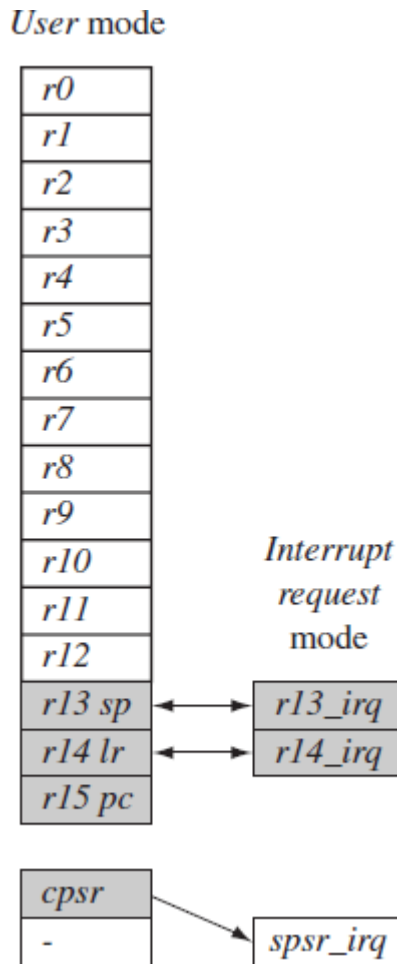 User mode
r0
r1
r2
r3
r4
r5
r6
r7
r8
r9
r10
r11
r12
r13 sp
r14 lr
r15 pc
cpsr
-
Interrupt
request
mode
r13_irq
r14_irq
spsr_irq